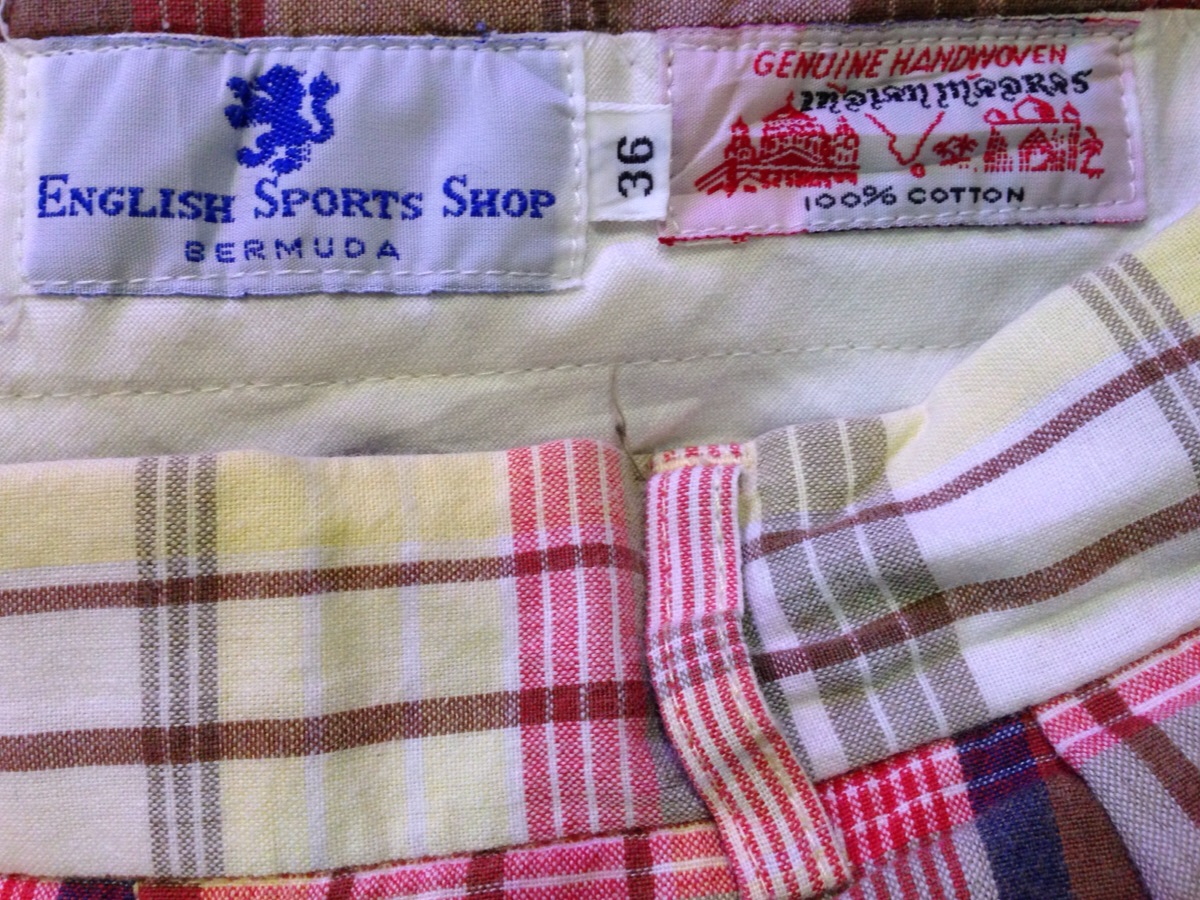 ENGLISH SPORTS SHOP
BERMUDA
36
GENUINE HANDWOVEN
Indian Madras
100% COTTON